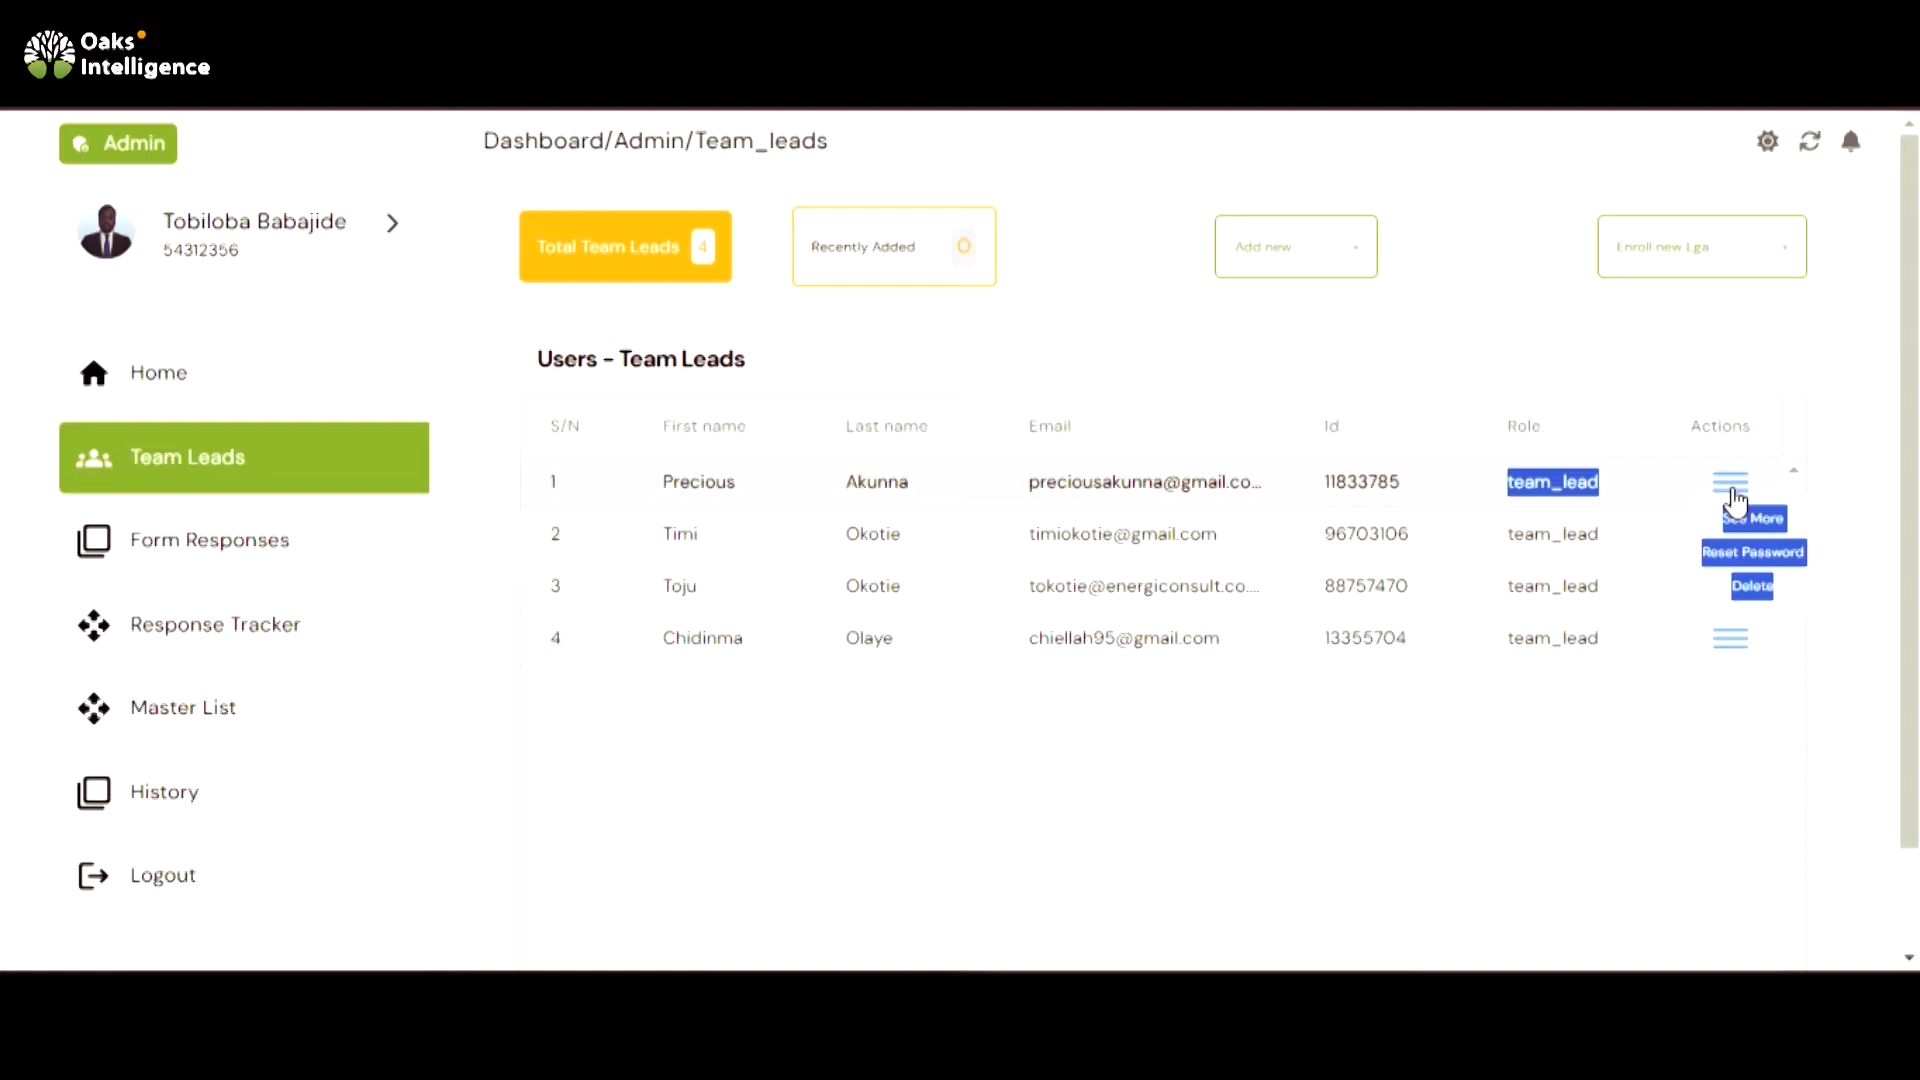 Oaks
Intelligence
Admin
Dashboard/Admin/Team_leads
Tobiloba Babajide
54312356
Total Team Leads 4
Recently Added 0
Add new
Enroll new Lga
Home
Team Leads
Form Responses
Response Tracker
Master List
History
Logout
Users - Team Leads
S/N First name Last name Email Id Role Actions
1 Precious Akunna preciousakunna@gmail.co... 11833785 team_lead
See More
2 Timi Okotie timiokotie@gmail.com 96703106 team_lead
Reset Password
3 Toju Okotie tokotie@energiconsult.co.... 88757470 team_lead
Delete
4 Chidinma Olaye chiellah95@gmail.com 13355704 team_lead